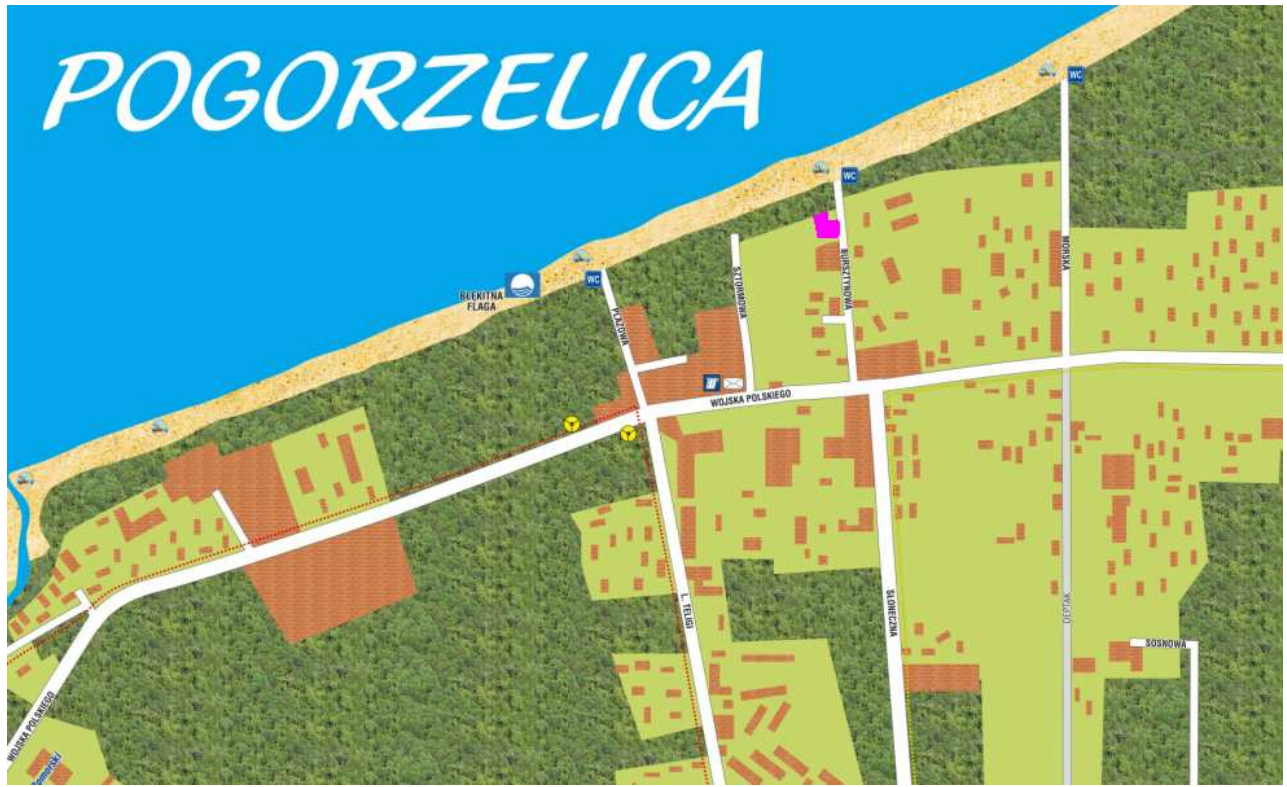 POGORZELICA
WC
WC
WC
BŁĘKITNA
FLAGA
PLAŻOWA
SZTORMOWA
BURSZTYNOWA
MORSKA
WOJSKA POLSKIEGO
L. TELIGI
SŁONECZNA
DEPTAK
SOSNOWA
WOJSKA POLSKIEGO